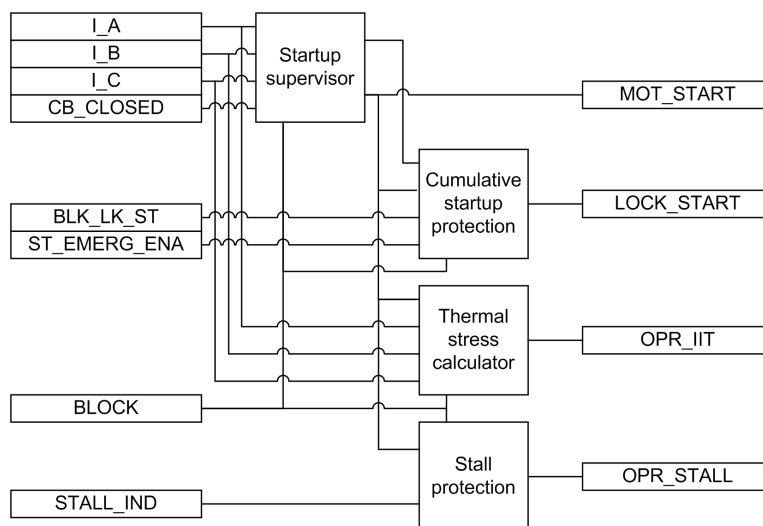 I_A
I_B
I_C
CB_CLOSED
Startup
supervisor
MOT_START
BLK_LK_ST
ST_EMERG_ENA
Cumulative
startup
protection
LOCK_START
Thermal
stress
calculator
OPR_IIT
BLOCK
STALL_IND
Stall
protection
OPR_STALL